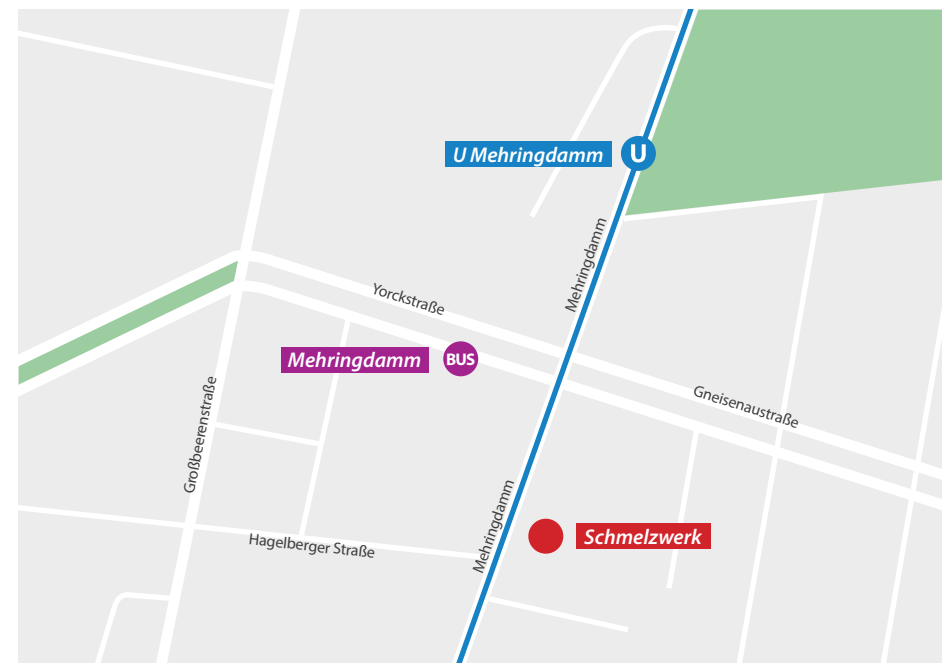 U Mehringdamm
U
Mehringdamm
Yorckstraße
Mehringdamm
BUS
Gneisenaustraße
Großbeerenstraße
Mehringdamm
Hagelberger Straße
Schmelzwerk